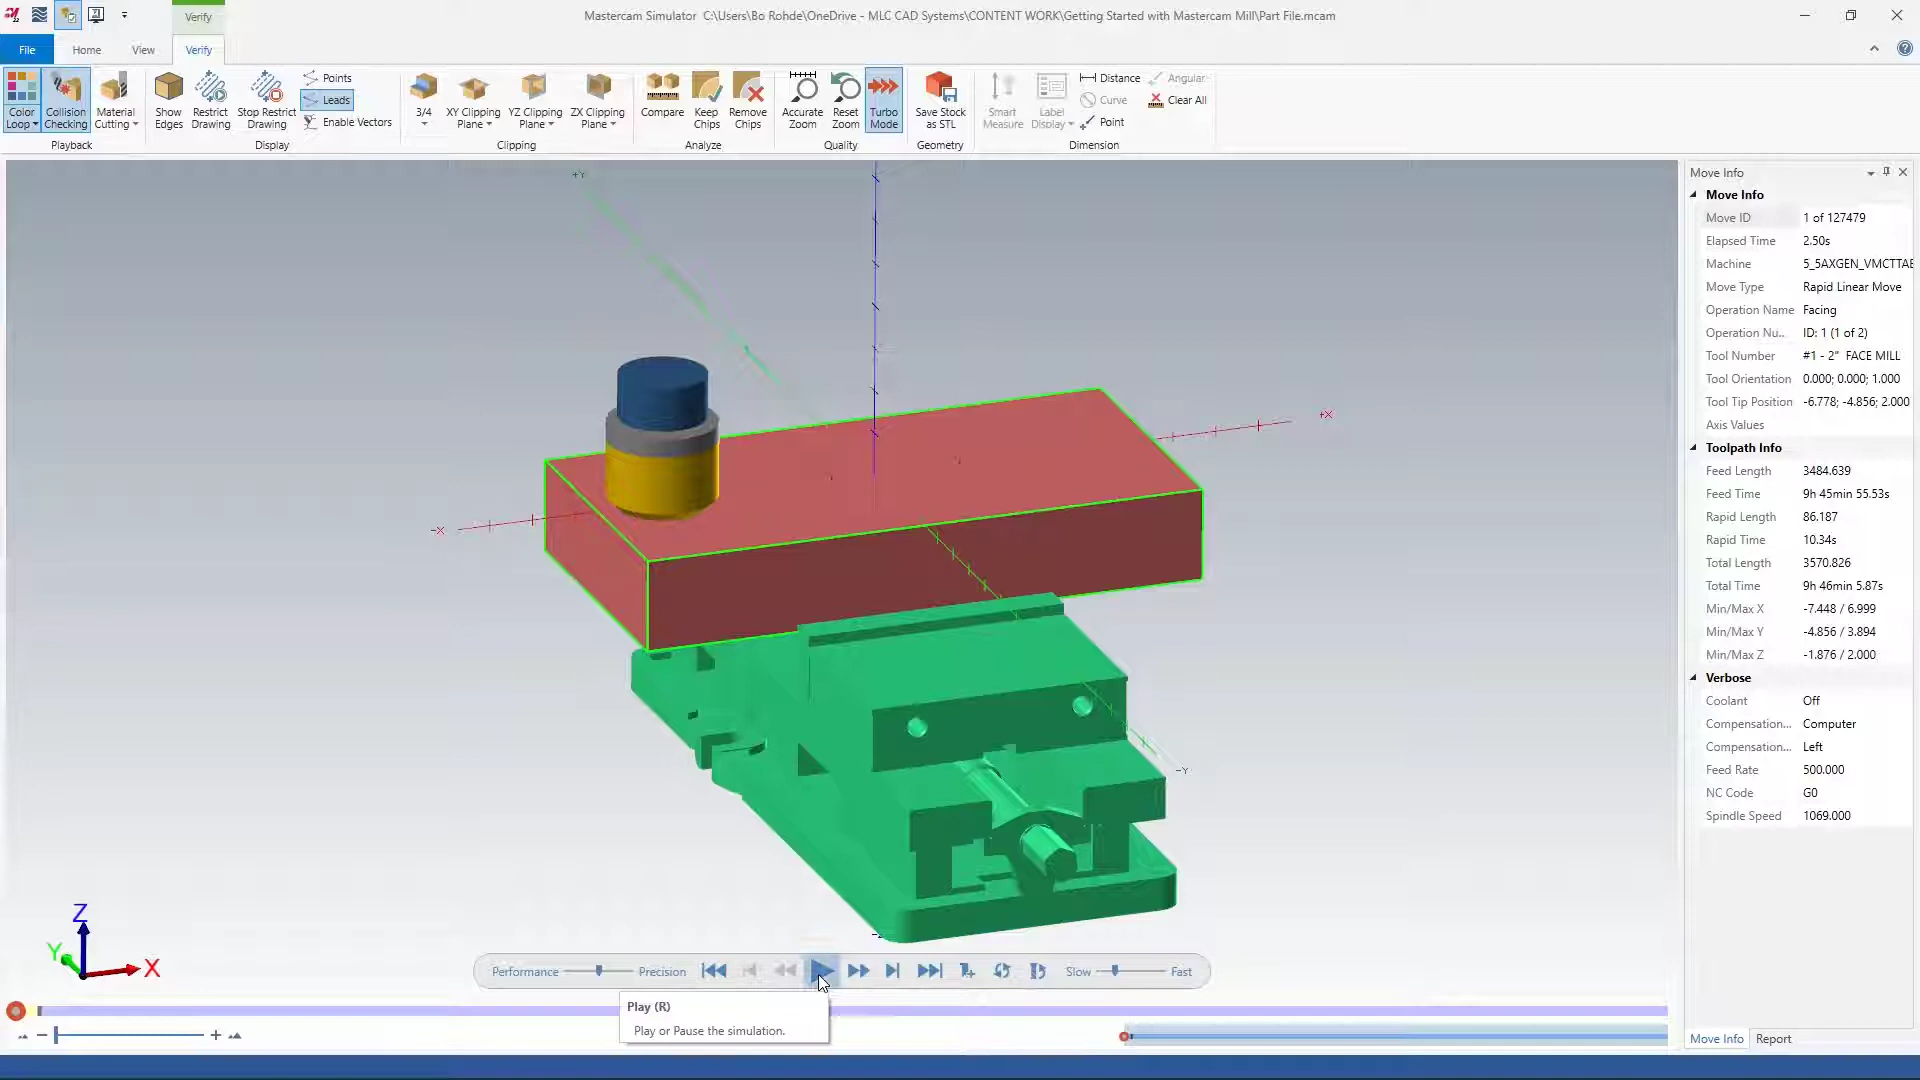 Verify
Mastercam Simulator C:\Users\Bo Rohde\OneDrive - MLC CAD Systems\CONTENT WORK\Getting Started with Mastercam Mill\Part File.mcam
File Home View Verify
Color Loop
Collision Checking
Material Cutting
Playback
Show Edges
Restrict Drawing
Stop Restrict Drawing
Points
Leads
Enable Vectors
Display
3/4
XY Clipping Plane
YZ Clipping Plane
ZX Clipping Plane
Clipping
Compare
Keep Chips
Remove Chips
Analyze
Accurate Zoom
Reset Zoom
Turbo Mode
Quality
Save Stock as STL
Geometry
Smart Measure
Label Display
Distance
Curve
Point
Angular
Clear All
Dimension
+Y
+X
-X
-Y
Z
Y
X
Move Info
Move Info
Move ID 1 of 127479
Elapsed Time 2.50s
Machine 5_5AXGEN_VMCTTAE
Move Type Rapid Linear Move
Operation Name Facing
Operation Nu.. ID: 1 (1 of 2)
Tool Number #1 - 2" FACE MILL
Tool Orientation 0.000; 0.000; 1.000
Tool Tip Position -6.778; -4.856; 2.000
Axis Values
Toolpath Info
Feed Length 3484.639
Feed Time 9h 45min 55.53s
Rapid Length 86.187
Rapid Time 10.34s
Total Length 3570.826
Total Time 9h 46min 5.87s
Min/Max X -7.448 / 6.999
Min/Max Y -4.856 / 3.894
Min/Max Z -1.876 / 2.000
Verbose
Coolant Off
Compensation... Computer
Compensation... Left
Feed Rate 500.000
NC Code G0
Spindle Speed 1069.000
Performance Precision Slow Fast
Play (R)
Play or Pause the simulation.
Move Info Report